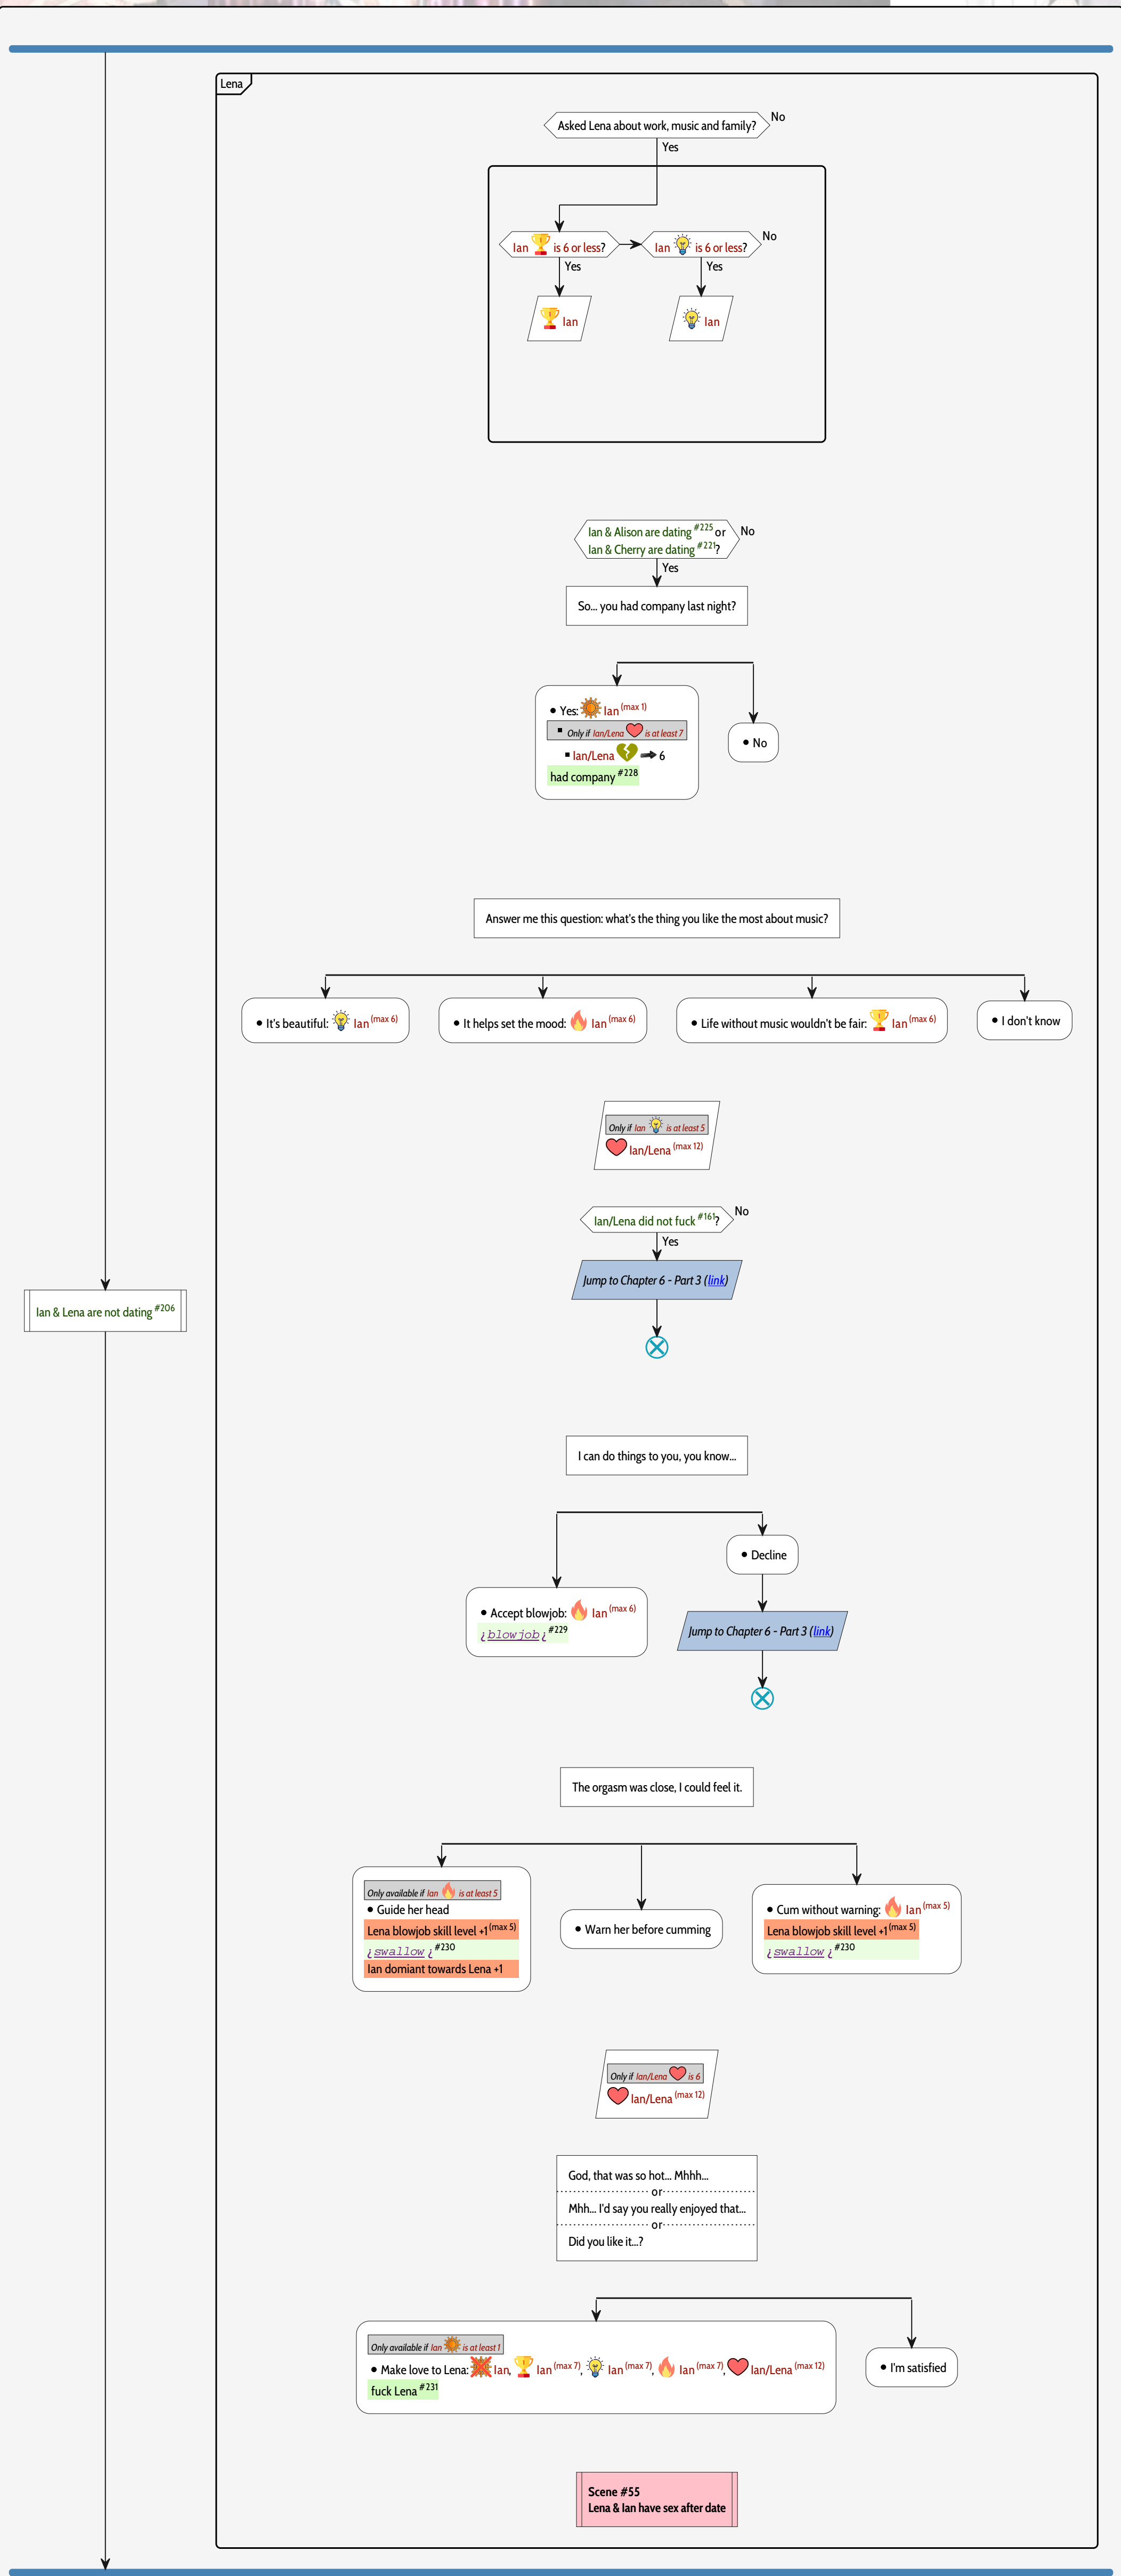 Lena
Asked Lena about work, music and family?
No
Yes
Ian is 6 or less?
Ian is 6 or less?
No
Yes
Yes
Ian
Ian
Ian & Alison are dating #225 or
Ian & Cherry are dating #221?
No
Yes
So... you had company last night?
• Yes: Ian (max 1)
▪ Only if Ian/Lena is at least 7
▪ Ian/Lena 6
had company #228
• No
Answer me this question: what's the thing you like the most about music?
• It's beautiful: Ian (max 6)
• It helps set the mood: Ian (max 6)
• Life without music wouldn't be fair: Ian (max 6)
• I don't know
Only if Ian is at least 5
Ian/Lena (max 12)
Ian/Lena did not fuck #161?
No
Yes
Jump to Chapter 6 - Part 3 (link)
Ian & Lena are not dating #206
I can do things to you, you know...
• Decline
• Accept blowjob: Ian (max 6)
¿blowjob¿ #229
Jump to Chapter 6 - Part 3 (link)
The orgasm was close, I could feel it.
Only available if Ian is at least 5
• Guide her head
Lena blowjob skill level +1 (max 5)
¿swallow¿ #230
Ian domiant towards Lena +1
• Warn her before cumming
• Cum without warning: Ian (max 5)
Lena blowjob skill level +1 (max 5)
¿swallow¿ #230
Only if Ian/Lena is 6
Ian/Lena (max 12)
God, that was so hot... Mhhh...
or
Mhh... I'd say you really enjoyed that...
or
Did you like it...?
Only available if Ian is at least 1
• Make love to Lena: Ian, Ian (max 7), Ian (max 7), Ian (max 7), Ian/Lena (max 12)
fuck Lena #231
• I'm satisfied
Scene #55
Lena & Ian have sex after date